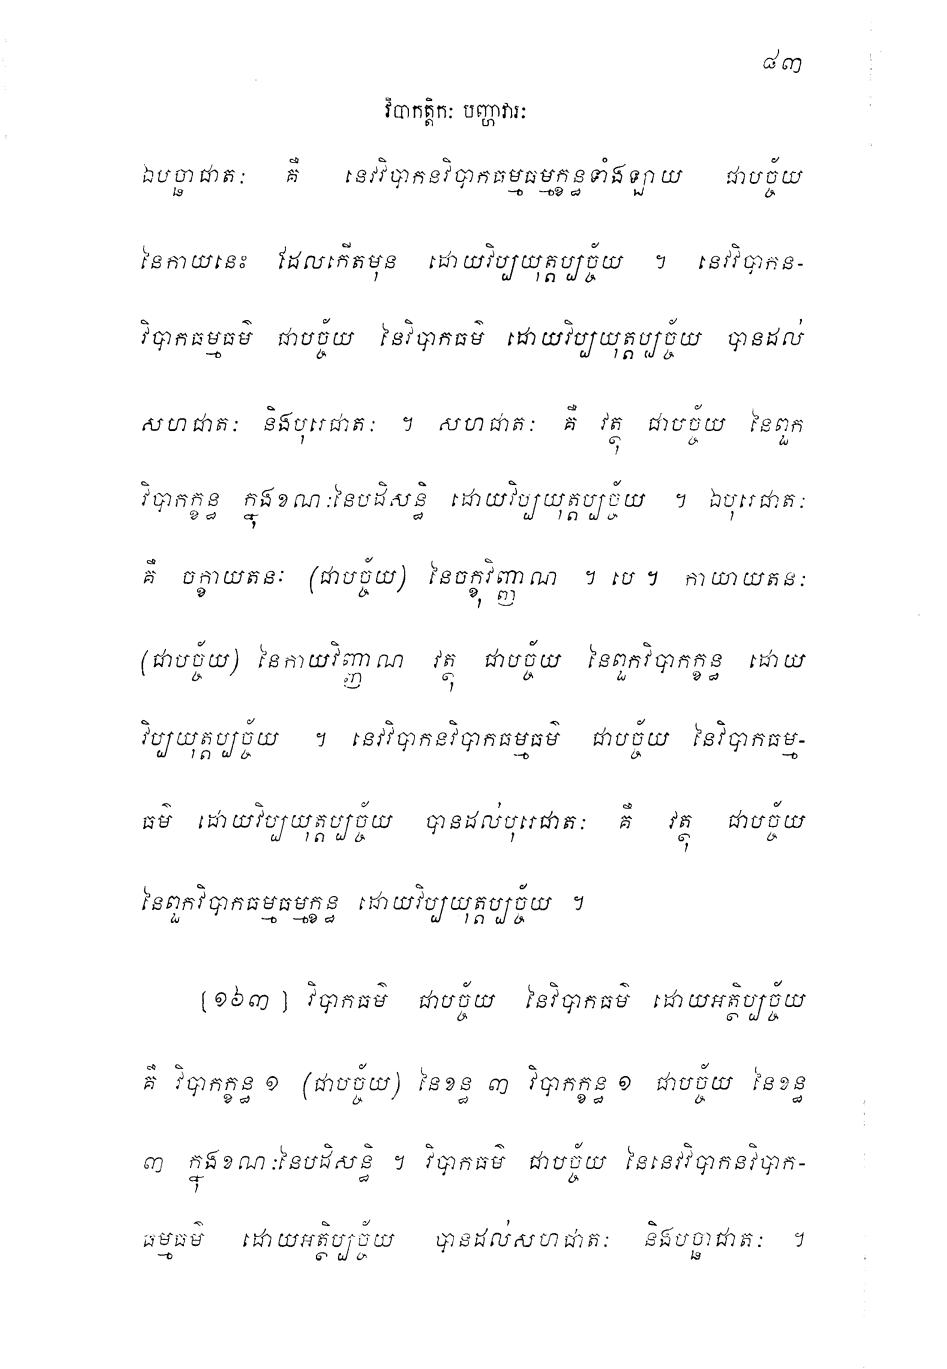 ៨៣
វិបាកត្តិកៈ បញ្ហាវារៈ
ឯបច្ឆាជាតៈ គឺ នេវវិបាកនវិបាកធម្មធម្មក្ខន្ធទាំងឡាយ ជាបច្ច័យ
នៃកាយនេះ ដែលកើតមុន ដោយវិប្បយុត្តប្បច្ច័យ ។ នេវវិបាកន-
វិបាកធម្មធម៌ ជាបច្ច័យ នៃវិបាកធម៌ ដោយវិប្បយុត្តប្បច្ច័យ បានដល់
សហជាតៈ និងបុរេជាតៈ ។ សហជាតៈ គឺ វត្ថុ ជាបច្ច័យ នៃពួក
វិបាកក្ខន្ធ ក្នុងខណៈនៃបដិសន្ធិ ដោយវិប្បយុត្តប្បច្ច័យ ។ ឯបុរេជាតៈ
គឺ ចក្ខាយតនៈ (ជាបច្ច័យ) នៃចក្ខុវិញ្ញាណ ។ បេ ។ កាយាយតនៈ
(ជាបច្ច័យ) នៃកាយវិញ្ញាណ វត្ថុ ជាបច្ច័យ នៃពួកវិបាកក្ខន្ធ ដោយ
វិប្បយុត្តប្បច្ច័យ ។ នេវវិបាកនវិបាកធម្មធម៌ ជាបច្ច័យ នៃវិបាកធម្ម-
ធម៌ ដោយវិប្បយុត្តប្បច្ច័យ បានដល់បុរេជាតៈ គឺ វត្ថុ ជាបច្ច័យ
នៃពួកវិបាកធម្មធម្មក្ខន្ធ ដោយវិប្បយុត្តប្បច្ច័យ ។
[១៦៣] វិបាកធម៌ ជាបច្ច័យ នៃវិបាកធម៌ ដោយអត្ថិប្បច្ច័យ
គឺ វិបាកក្ខន្ធ ១ (ជាបច្ច័យ) នៃខន្ធ ៣ វិបាកក្ខន្ធ ១ ជាបច្ច័យ នៃខន្ធ
៣ ក្នុងខណៈនៃបដិសន្ធិ ។ វិបាកធម៌ ជាបច្ច័យ នៃនេវវិបាកនវិបាក-
ធម្មធម៌ ដោយអត្ថិប្បច្ច័យ បានដល់សហជាតៈ និងបច្ឆាជាតៈ ។